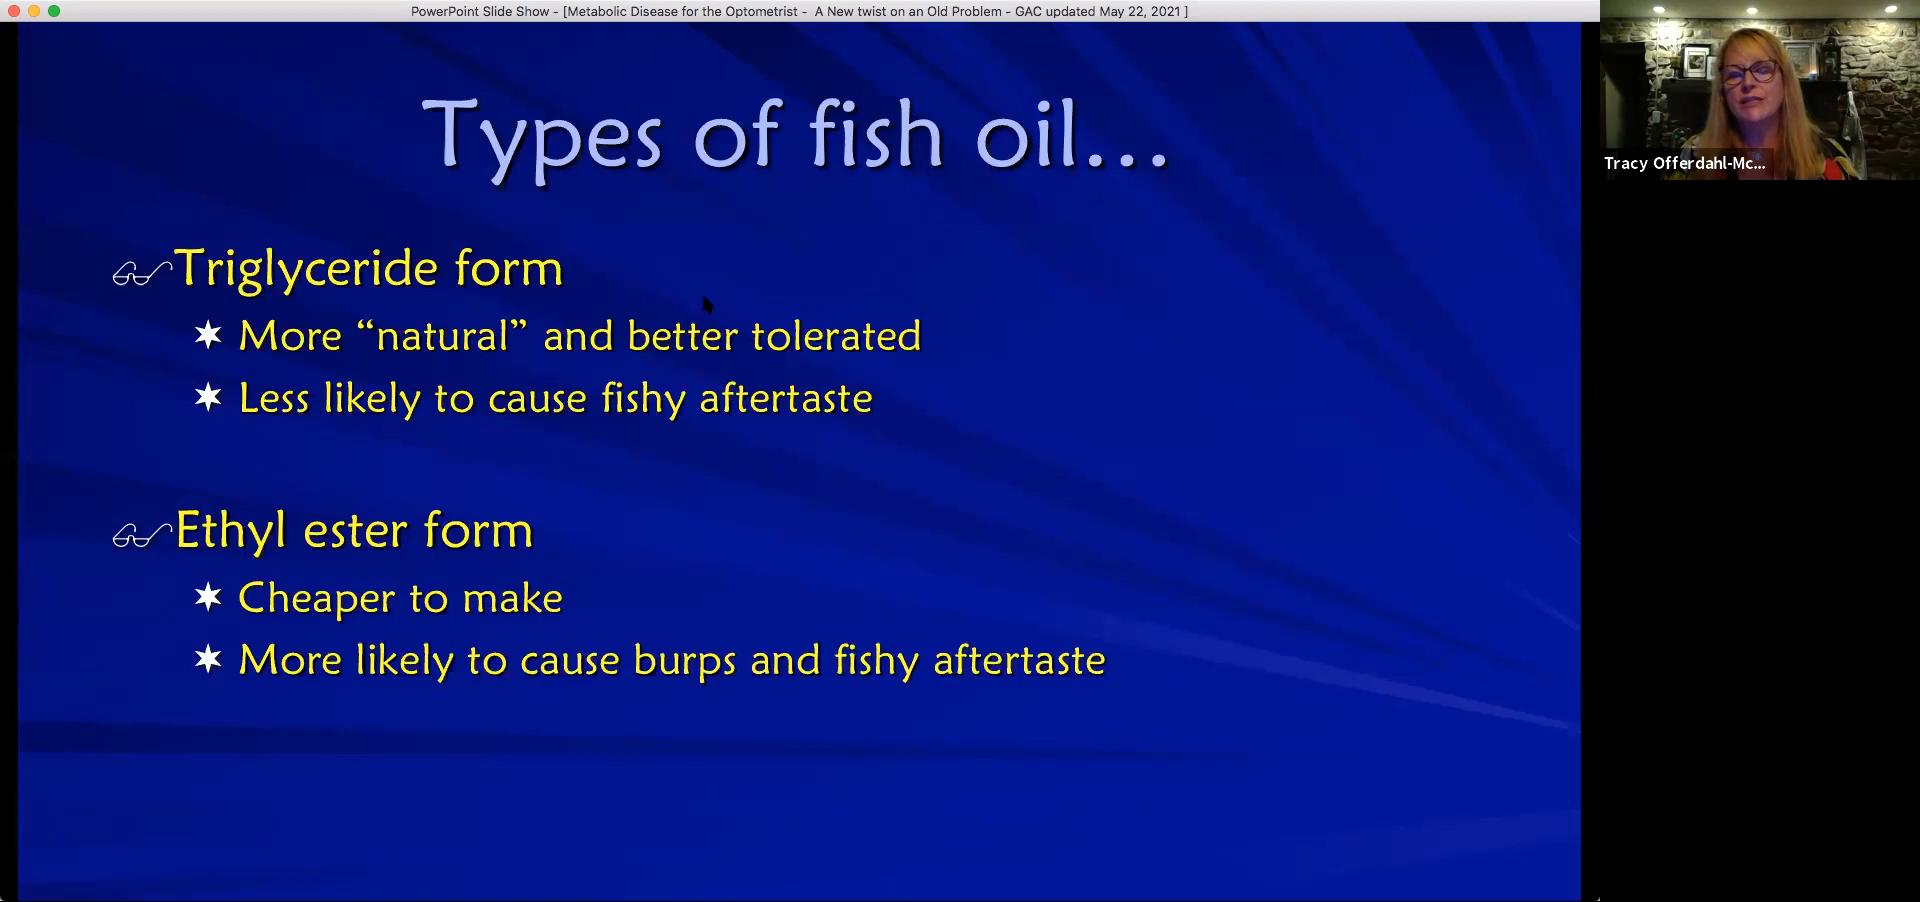 PowerPoint Slide Show - [Metabolic Disease for the Optometrist -  A New twist on an Old Problem - GAC updated May 22, 2021 ]
Types of fish oil...
Triglyceride form
More “natural” and better tolerated
Less likely to cause fishy aftertaste
Ethyl ester form
Cheaper to make
More likely to cause burps and fishy aftertaste
Tracy Offerdahl-Mc...